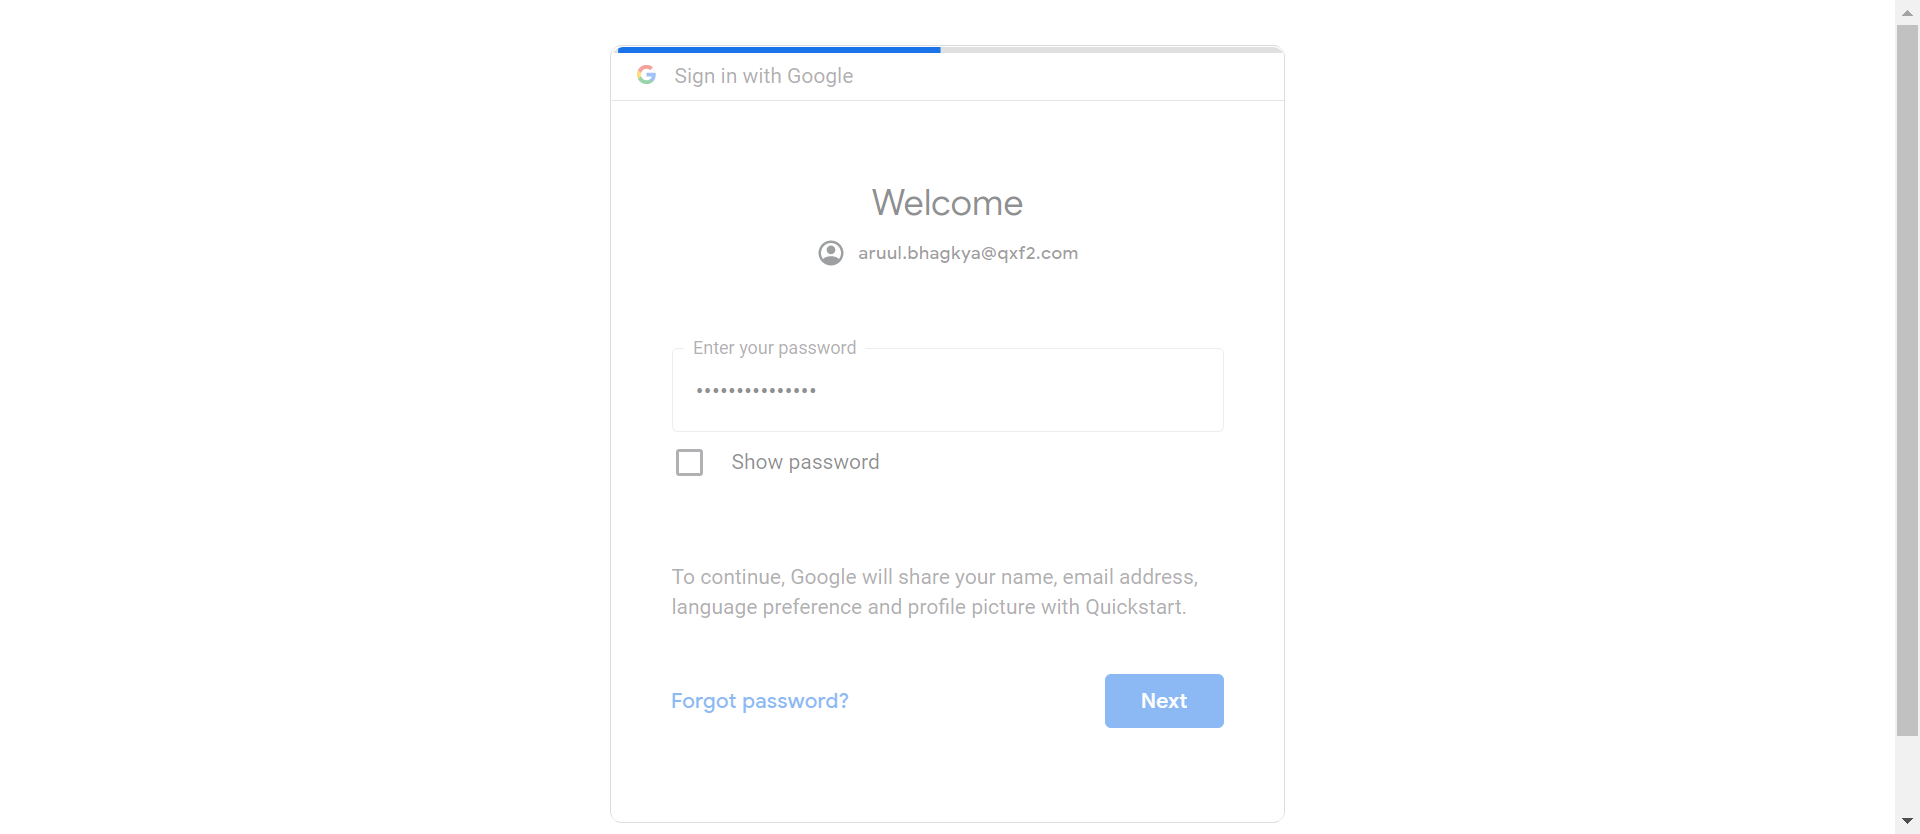 Sign in with Google
Welcome
aruul.bhagkya@qxf2.com
Enter your password
•••••••••••••••
Show password
To continue, Google will share your name, email address,
language preference and profile picture with Quickstart.
Forgot password?
Next